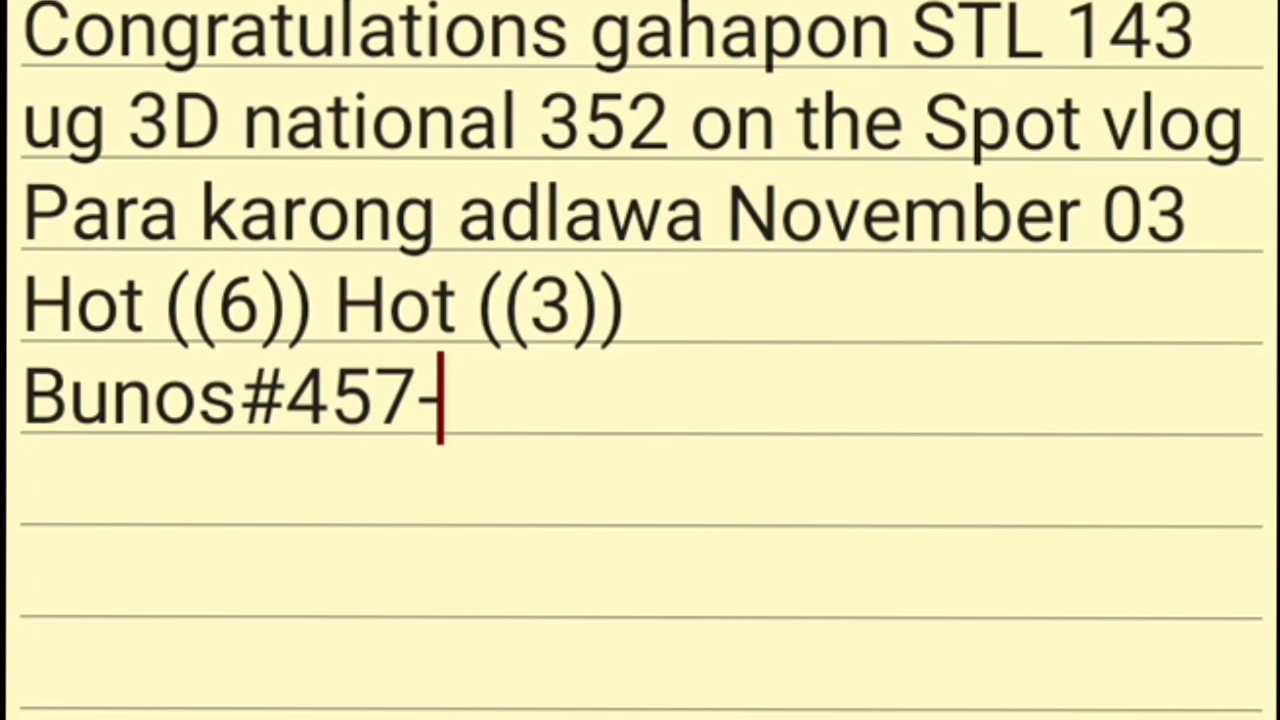 Congratulations gahapon STL 143
ug 3D national 352 on the Spot vlog
Para karong adlawa November 03
Hot ((6)) Hot ((3))
Bunos#457-